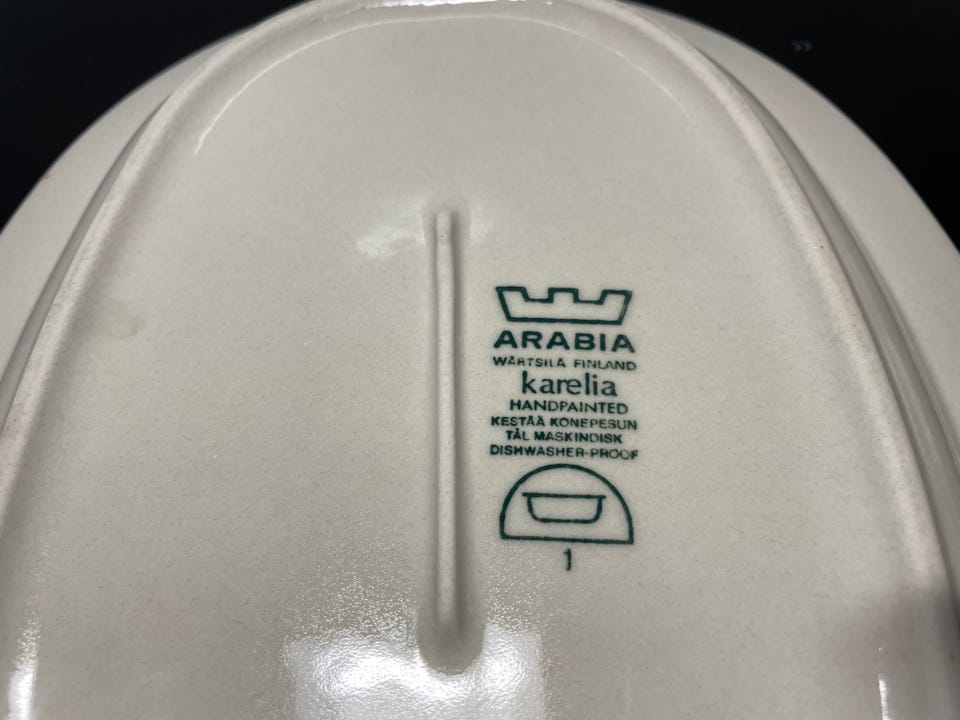 ARABIA
WÄRTSILÄ FINLAND
karelia
HANDPAINTED
KESTÄÄ KONEPESUN
TÅL MASKINDISK
DISHWASHER-PROOF
1